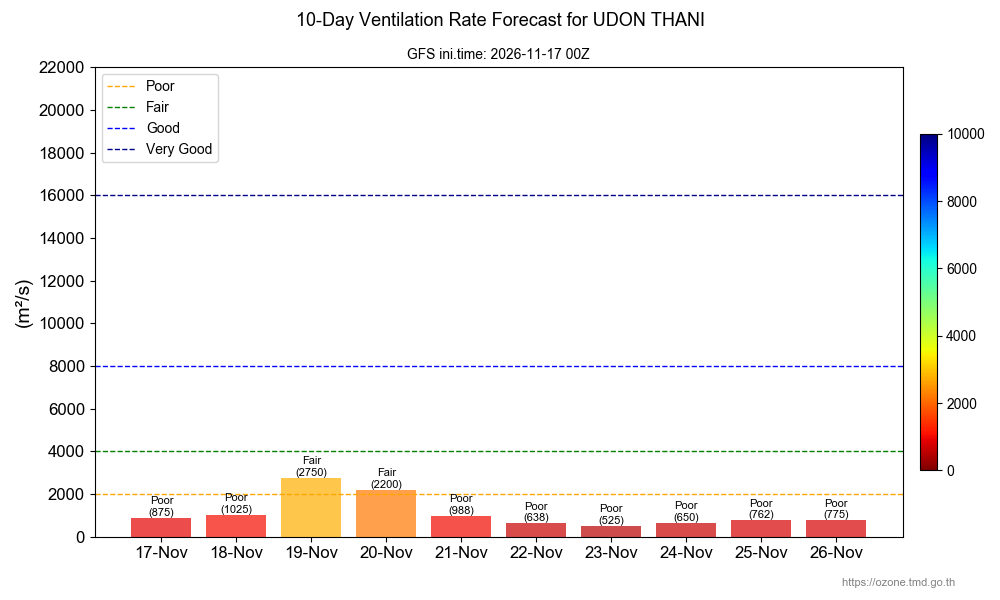 10-Day Ventilation Rate Forecast for UDON THANI
GFS ini.time: 2026-11-17 00Z
(m²/s)
22000
20000
18000
16000
14000
12000
10000
8000
6000
4000
2000
0
Poor
Fair
Good
Very Good
Poor
(875)
Poor
(1025)
Fair
(2750)
Fair
(2200)
Poor
(988)
Poor
(638)
Poor
(525)
Poor
(650)
Poor
(762)
Poor
(775)
17-Nov 18-Nov 19-Nov 20-Nov 21-Nov 22-Nov 23-Nov 24-Nov 25-Nov 26-Nov
10000
8000
6000
4000
2000
0
https://ozone.tmd.go.th